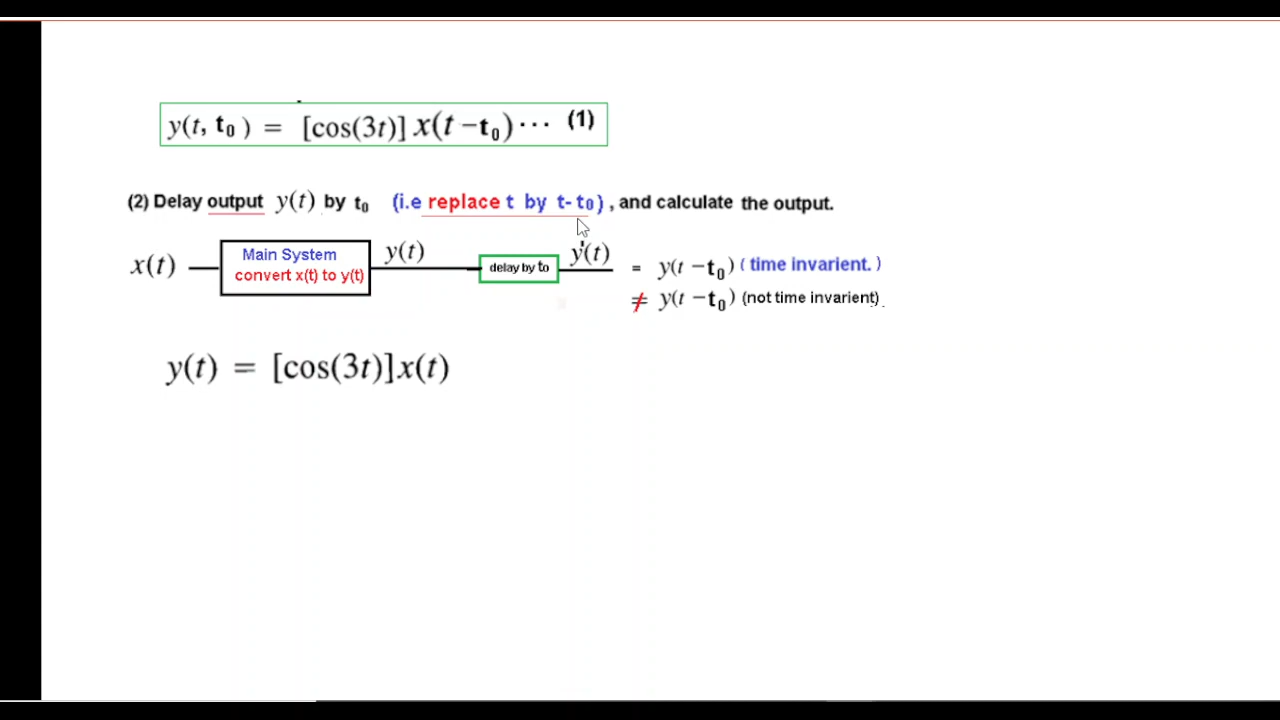 y(t, t₀) = [cos(3t)] x(t − t₀) ··· (1)
(2) Delay output y(t) by t₀ (i.e replace t by t- t₀) , and calculate the output.
x(t) Main System convert x(t) to y(t) y(t) delay by t₀ y'(t) = y(t − t₀) ( time invarient. )
≠ y(t − t₀) (not time invarient)
y(t) = [cos(3t)]x(t)